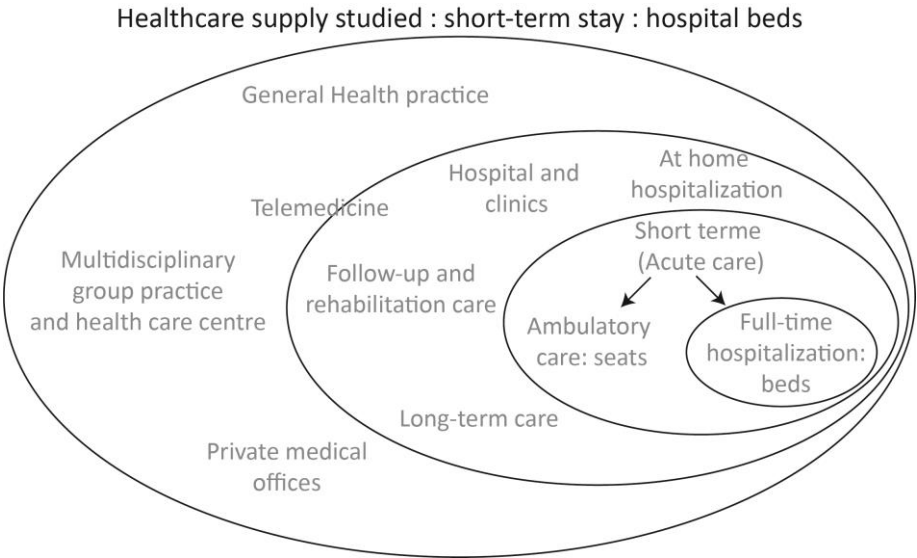 Healthcare supply studied : short-term stay : hospital beds
General Health practice
Hospital and
clinics
At home
hospitalization
Telemedicine
Short terme
(Acute care)
Multidisciplinary
group practice
and health care centre
Follow-up and
rehabilitation care
Ambulatory
care: seats
Full-time
hospitalization:
beds
Long-term care
Private medical
offices